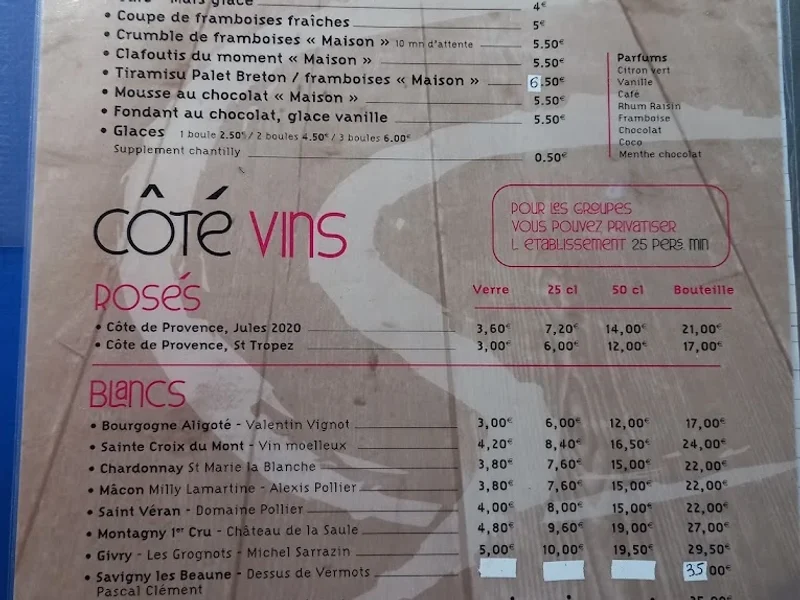 Café - Mars glacé 4€
• Coupe de framboises fraîches 5€
• Crumble de framboises « Maison » 10 mn d'attente 5.50€
• Clafoutis du moment « Maison » 5.50€
• Tiramisu Palet Breton / framboises « Maison » 6.50€
• Mousse au chocolat « Maison » 5.50€
• Fondant au chocolat, glace vanille 5.50€
• Glaces 1 boule 2.50€ / 2 boules 4.50€ / 3 boules 6.00€
Supplement chantilly 0.50€
Parfums
Citron vert
Vanille
Café
Rhum Raisin
Framboise
Chocolat
Coco
Menthe chocolat
CÔTÉ VINS
POUR LES GROUPES
VOUS POUVEZ PRIVATISER
L ETABLISSEMENT 25 PERS MIN
ROSÉS Verre 25 cl 50 cl Bouteille
• Côte de Provence, Jules 2020 3,60€ 7,20€ 14,00€ 21,00€
• Côte de Provence, St Tropez 3,00€ 6,00€ 12,00€ 17,00€
BLANCS
• Bourgogne Aligoté - Valentin Vignot 3,00€ 6,00€ 12,00€ 17,00€
• Sainte Croix du Mont - Vin moelleux 4,20€ 8,40€ 16,50€ 24,00€
• Chardonnay St Marie la Blanche 3,80€ 7,60€ 15,00€ 22,00€
• Mâcon Milly Lamartine - Alexis Pollier 3,80€ 7,60€ 15,00€ 22,00€
• Saint Véran - Domaine Pollier 4,00€ 8,00€ 15,00€ 22,00€
• Montagny 1er Cru - Château de la Saule 4,80€ 9,60€ 19,00€ 27,00€
• Givry - Les Grognots - Michel Sarrazin 5,00€ 10,00€ 19,50€ 29,50€
• Savigny les Beaune - Dessus de Vermots 35 00€
Pascal Clément